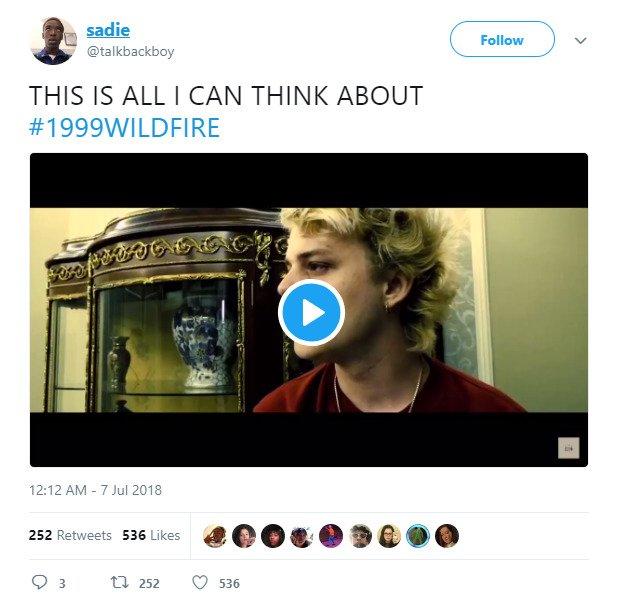 sadie
@talkbackboy
Follow
THIS IS ALL I CAN THINK ABOUT
#1999WILDFIRE
12:12 AM - 7 Jul 2018
252 Retweets 536 Likes
3 252 536